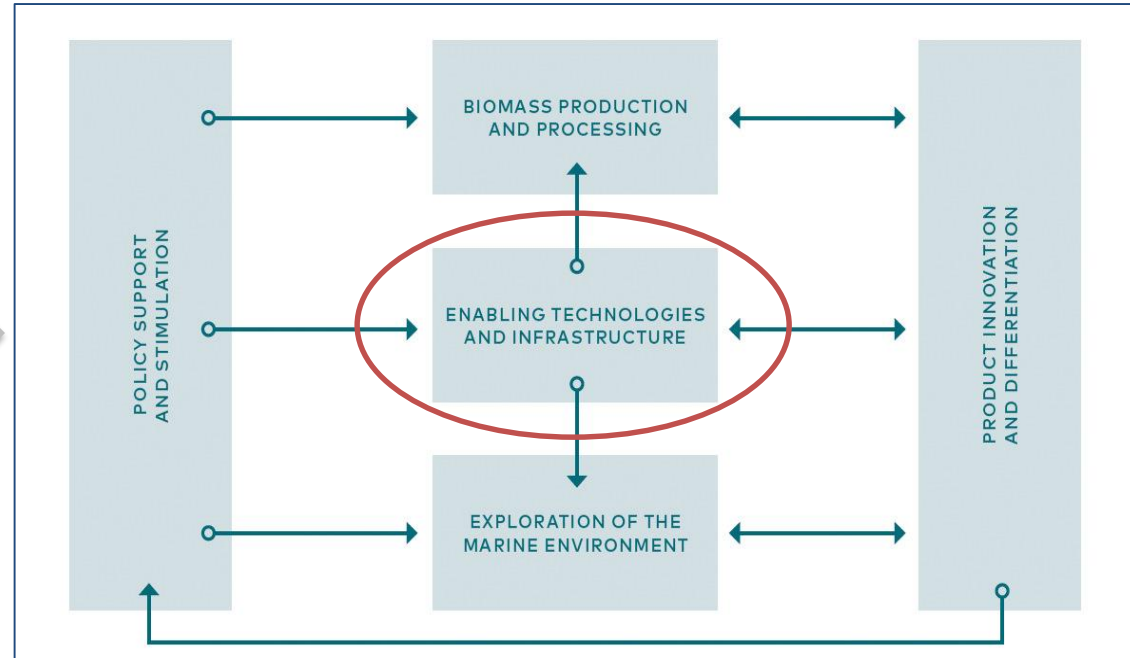 POLICY SUPPORT
AND STIMULATION
BIOMASS PRODUCTION
AND PROCESSING
ENABLING TECHNOLOGIES
AND INFRASTRUCTURE
EXPLORATION OF THE
MARINE ENVIRONMENT
PRODUCT INNOVATION
AND DIFFERENTIATION